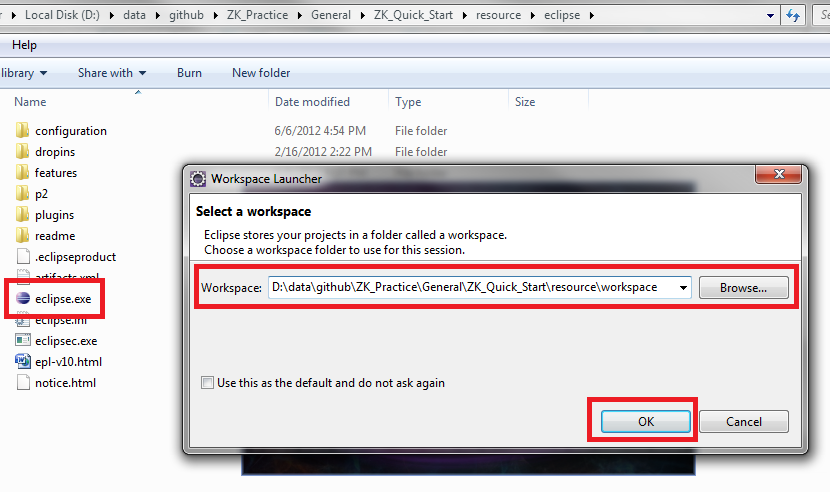 r ▸ Local Disk (D:) ▸ data ▸ github ▸ ZK_Practice ▸ General ▸ ZK_Quick_Start ▸ resource ▸ eclipse ▸
Help
library Share with Burn New folder
Name Date modified Type Size
configuration 6/6/2012 4:54 PM File folder
dropins 2/16/2012 2:22 PM File folder
features
p2
plugins
readme
.eclipseproduct
artifacts.xml
eclipse.exe
eclipse.ini
eclipsec.exe
epl-v10.html
notice.html
Workspace Launcher
Select a workspace
Eclipse stores your projects in a folder called a workspace.
Choose a workspace folder to use for this session.
Workspace: D:\data\github\ZK_Practice\General\ZK_Quick_Start\resource\workspace Browse...
Use this as the default and do not ask again
OK Cancel